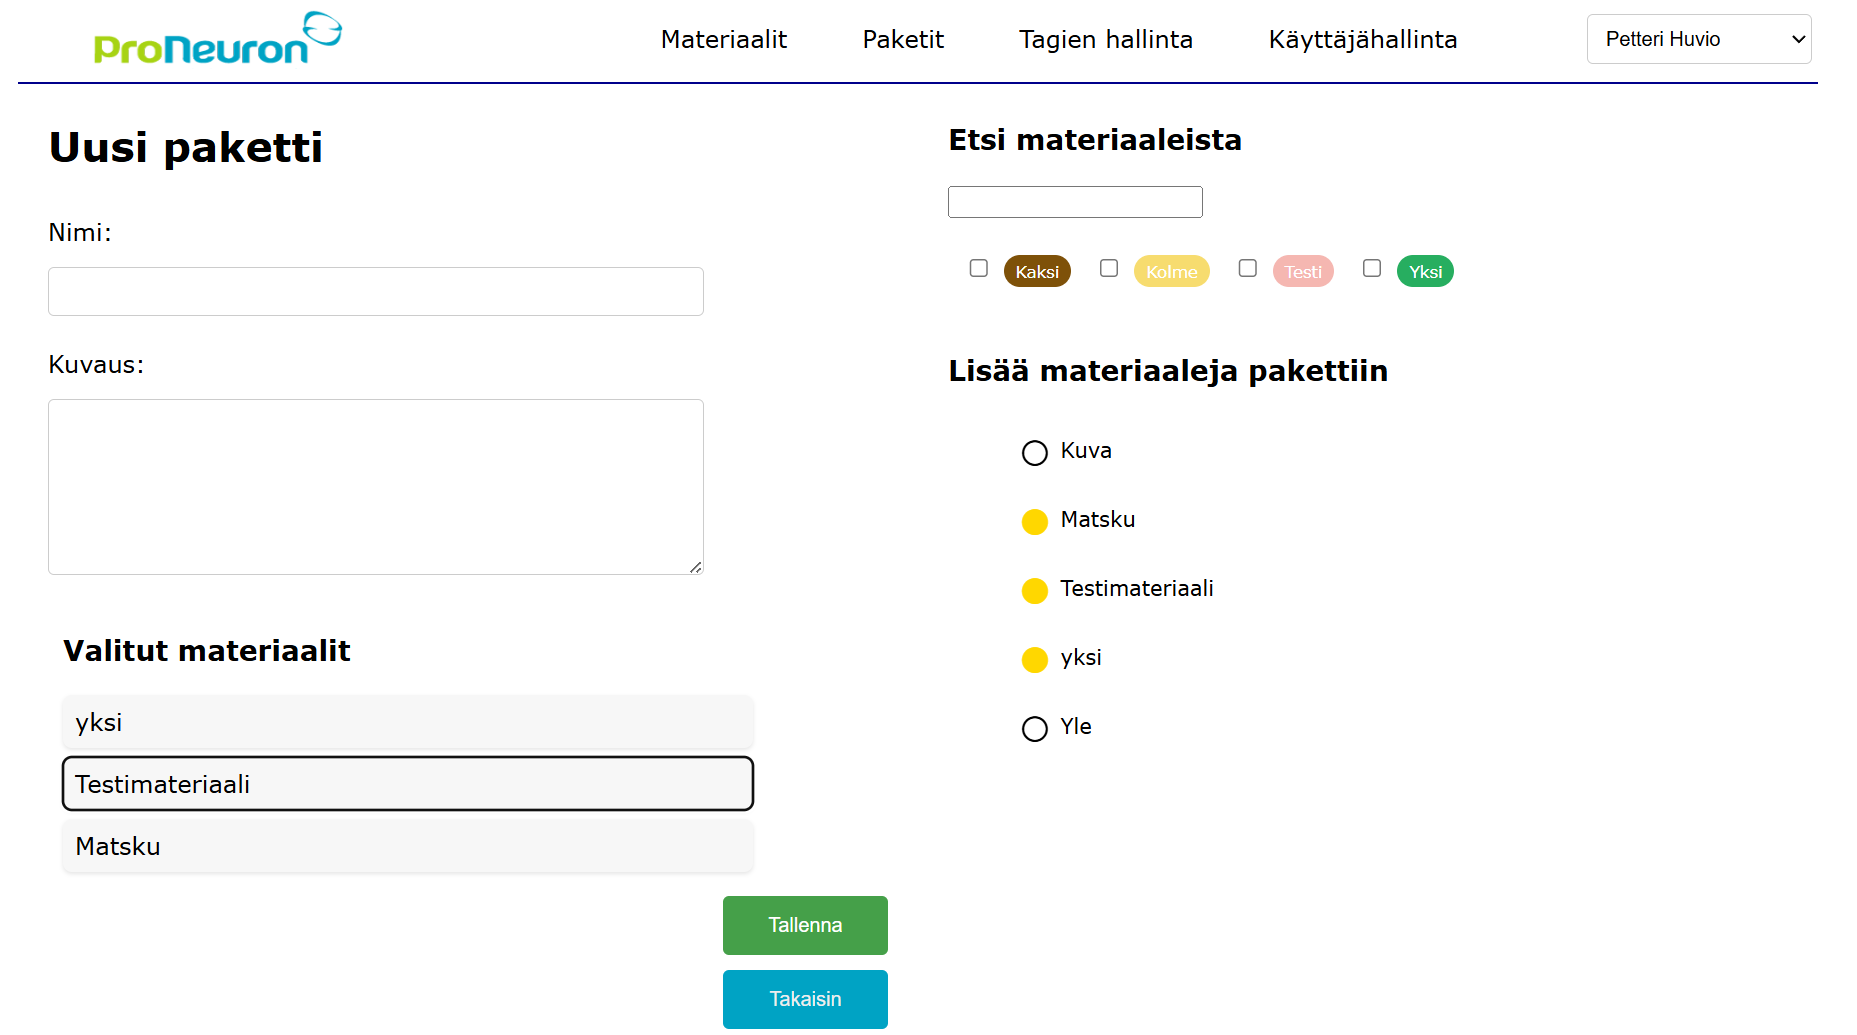 ProNeuron
Materiaalit Paketit Tagien hallinta Käyttäjähallinta Petteri Huvio
Uusi paketti
Nimi:
Kuvaus:
Valitut materiaalit
yksi
Testimateriaali
Matsku
Tallenna
Takaisin
Etsi materiaaleista
Kaksi Kolme Testi Yksi
Lisää materiaaleja pakettiin
Kuva
Matsku
Testimateriaali
yksi
Yle